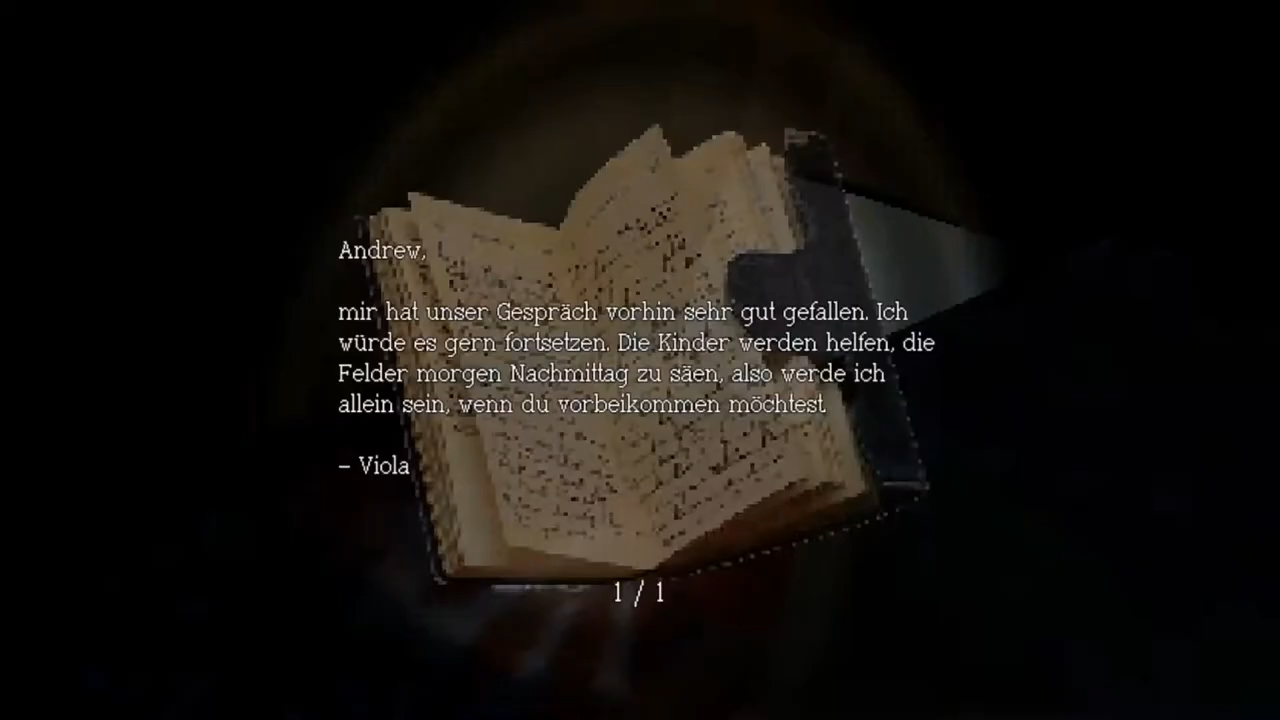 Andrew,
mir hat unser Gespräch vorhin sehr gut gefallen. Ich
würde es gern fortsetzen. Die Kinder werden helfen, die
Felder morgen Nachmittag zu säen, also werde ich
allein sein, wenn du vorbeikommen möchtest
– Viola
1 / 1